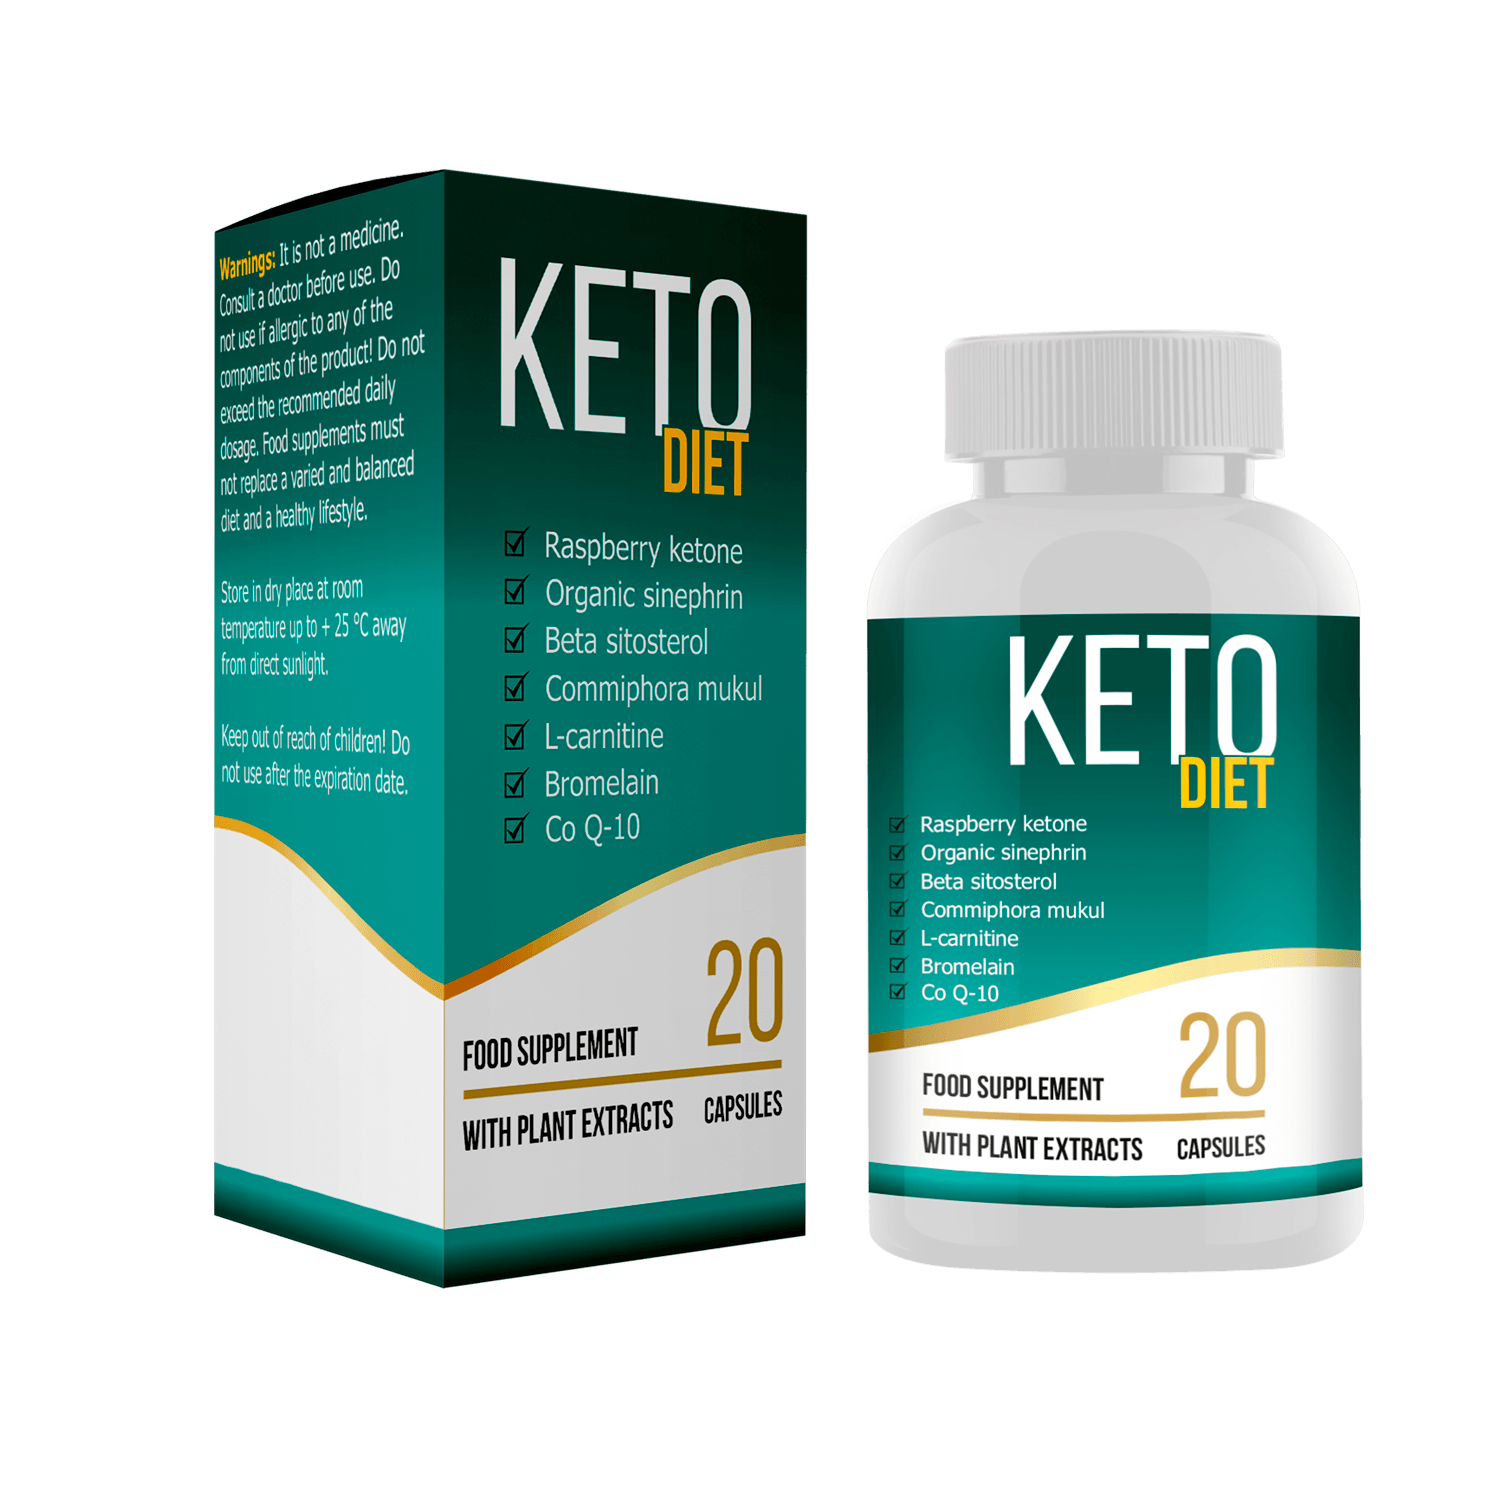 Warnings: It is not a medicine.
Consult a doctor before use. Do
not use if allergic to any of the
components of the product! Do not
exceed the recommended daily
dosage. Food supplements must
not replace a varied and balanced
diet and a healthy lifestyle.
Store in dry place at room
temperature up to + 25 °C away
from direct sunlight.
Keep out of reach of children! Do
not use after the expiration date.
KETO
DIET
Raspberry ketone
Organic sinephrin
Beta sitosterol
Commiphora mukul
L-carnitine
Bromelain
Co Q-10
20
FOOD SUPPLEMENT
WITH PLANT EXTRACTS
CAPSULES
KETO
DIET
Raspberry ketone
Organic sinephrin
Beta sitosterol
Commiphora mukul
L-carnitine
Bromelain
Co Q-10
20
FOOD SUPPLEMENT
WITH PLANT EXTRACTS
CAPSULES